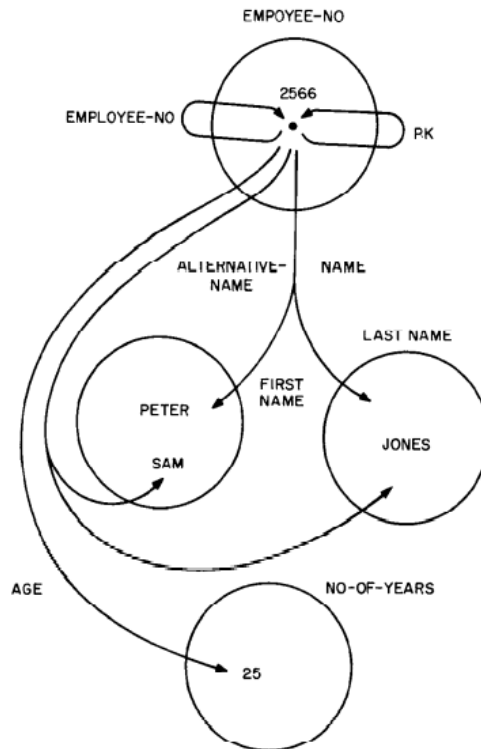 EMPOYEE-NO
2566
EMPLOYEE-NO
PK
ALTERNATIVE-
NAME
NAME
LAST NAME
FIRST
NAME
PETER
JONES
SAM
AGE
NO-OF-YEARS
25